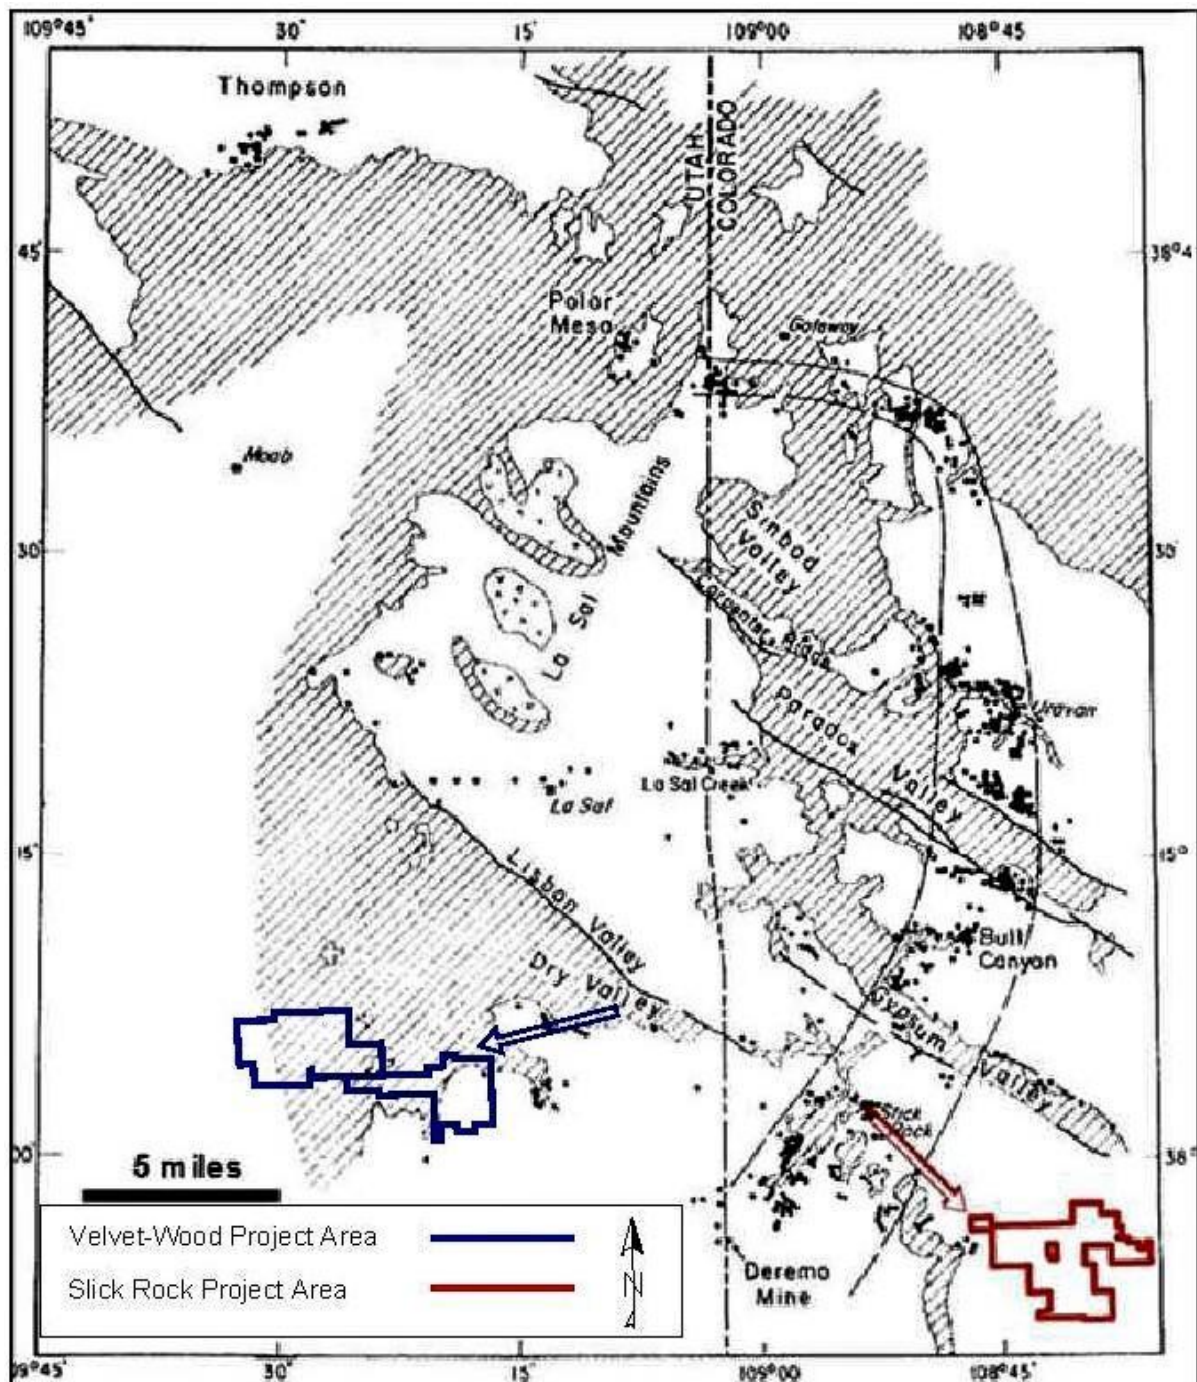 109°45'
30'
15'
109°00
108°45'
Thompson
UTAH
COLORADO
45'
38°4
Polar
Mesa
Gateway
Moab
La Sal Mountains
Sinbad
Valley
30
30'
Carpenter Ridge
Paradox
Valley
Uravan
La Sal Creek
La Sal
Lisbon Valley
15'
15'
Dry Valley
Bull
Canyon
Gypsum
Valley
Slick
Rock
00'
38°
5 miles
Velvet-Wood Project Area
Slick Rock Project Area
N
Deremo
Mine
109°45'
30'
15'
109°00
108°45'